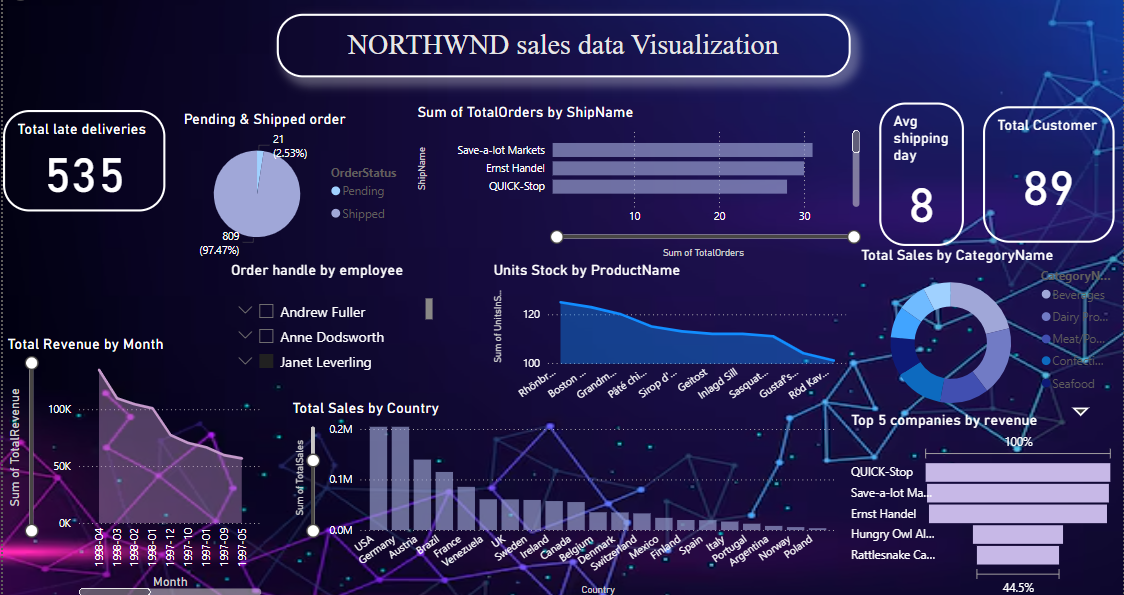 NORTHWND sales data Visualization
Total late deliveries
535
Pending & Shipped order
21
(2.53%)
809
(97.47%)
OrderStatus
Pending
Shipped
Sum of TotalOrders by ShipName
ShipName
Save-a-lot Markets
Ernst Handel
QUICK-Stop
10 20 30
Sum of TotalOrders
Avg
shipping
day
8
Total Customer
89
Order handle by employee
Andrew Fuller
Anne Dodsworth
Janet Leverling
Units Stock by ProductName
Sum of UnitsInS...
120
100
Rhönbr...
Boston ...
Grandm...
Pâté chi...
Sirop d'...
Geitost
Inlagd Sill
Sasquat...
Gustaf's...
Röd Kav...
Total Sales by CategoryName
CategoryN...
Beverages
Dairy Pro...
Meat/Po...
Confect...
Seafood
Total Revenue by Month
Sum of TotalRevenue
100K
50K
0K
1998-04
1998-03
1998-02
1998-01
1997-12
1997-10
1997-01
1997-09
1997-05
Month
Total Sales by Country
Sum of TotalSales
0.2M
0.1M
0.0M
USA
Germany
Austria
Brazil
France
Venezuela
UK
Sweden
Ireland
Canada
Belgium
Denmark
Switzerland
Mexico
Finland
Spain
Italy
Portugal
Argentina
Norway
Poland
Country
Top 5 companies by revenue
100%
QUICK-Stop
Save-a-lot Ma...
Ernst Handel
Hungry Owl Al...
Rattlesnake Ca...
44.5%